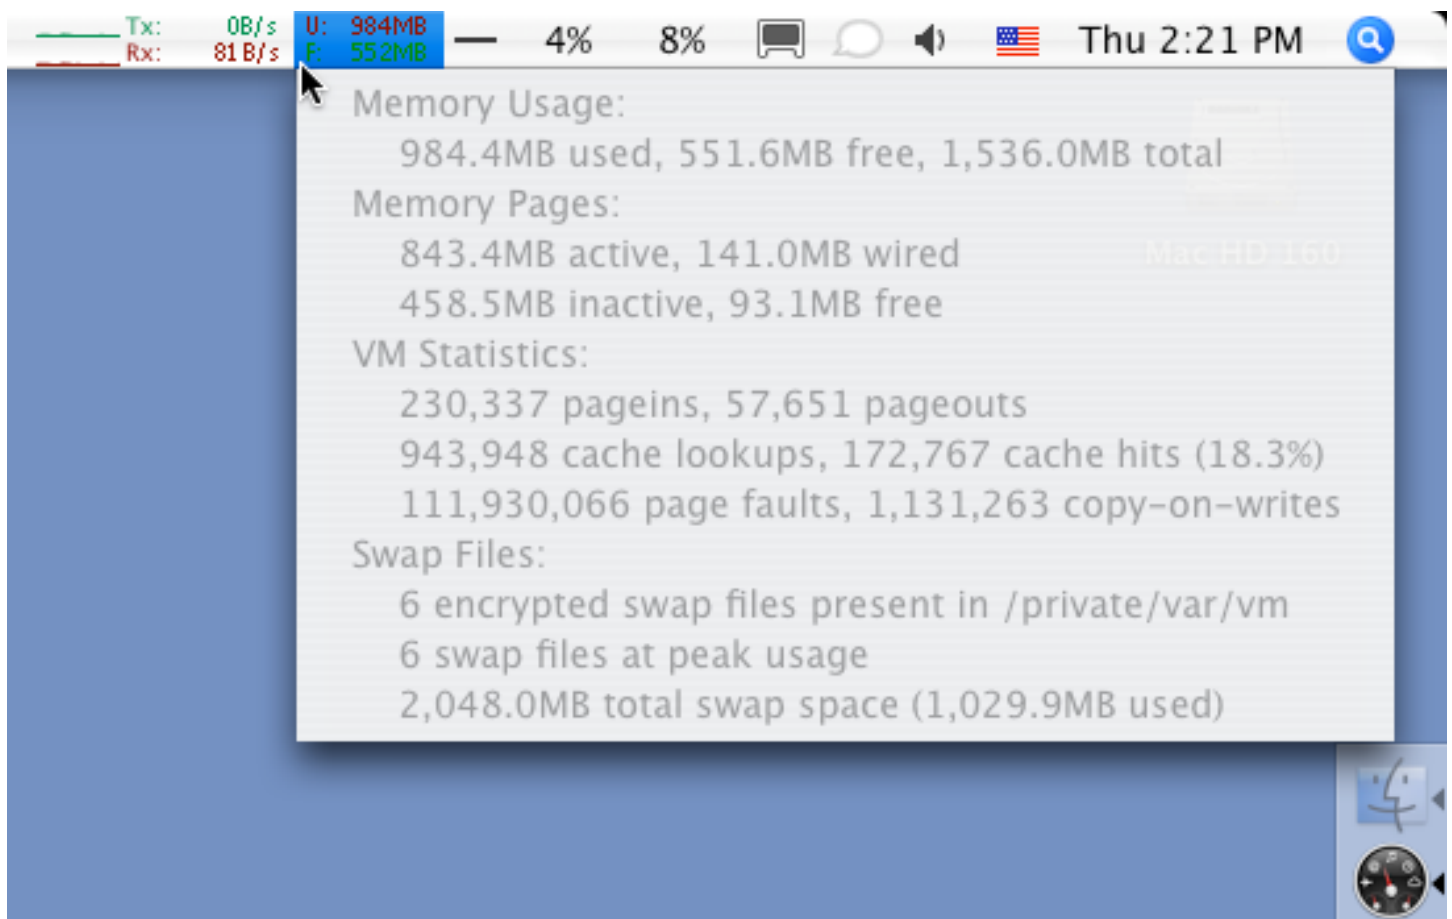 Tx: 0B/s U: 984MB 4% 8% Thu 2:21 PM
Rx: 81B/s F: 552MB
Memory Usage:
984.4MB used, 551.6MB free, 1,536.0MB total
Memory Pages:
843.4MB active, 141.0MB wired
Mac HD 160
458.5MB inactive, 93.1MB free
VM Statistics:
230,337 pageins, 57,651 pageouts
943,948 cache lookups, 172,767 cache hits (18.3%)
111,930,066 page faults, 1,131,263 copy-on-writes
Swap Files:
6 encrypted swap files present in /private/var/vm
6 swap files at peak usage
2,048.0MB total swap space (1,029.9MB used)